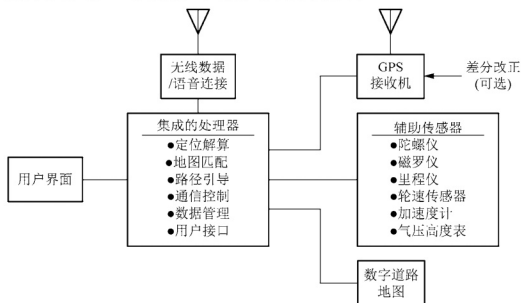 无线数据
/语音连接
GPS
接收机
差分改正
(可选)
集成的处理器
●定位解算
●地图匹配
●路径引导
●通信控制
●数据管理
●用户接口
用户界面
辅助传感器
●陀螺仪
●磁罗仪
●里程仪
●轮速传感器
●加速度计
●气压高度表
数字道路
地图